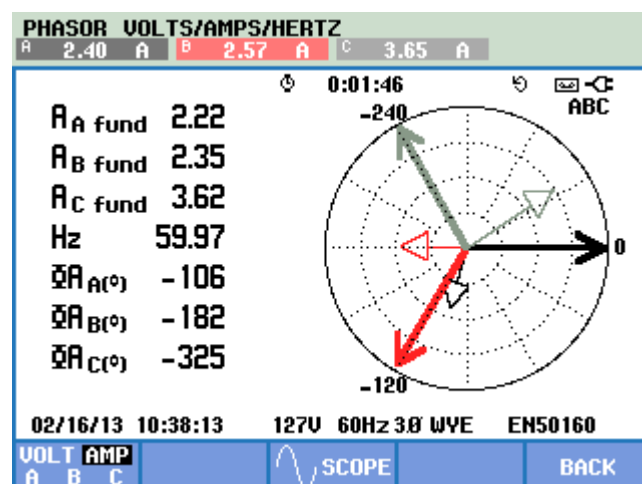 PHASOR VOLTS/AMPS/HERTZ
A 2.40 A B 2.57 A C 3.65 A
0:01:46
ABC
-240
A A fund 2.22
A B fund 2.35
A C fund 3.62
Hz 59.97
0
ΦA A(°) -106
ΦA B(°) -182
ΦA C(°) -325
-120
02/16/13 10:38:13 127V 60Hz 3Ø WYE EN50160
VOLT AMP
A B C
SCOPE
BACK